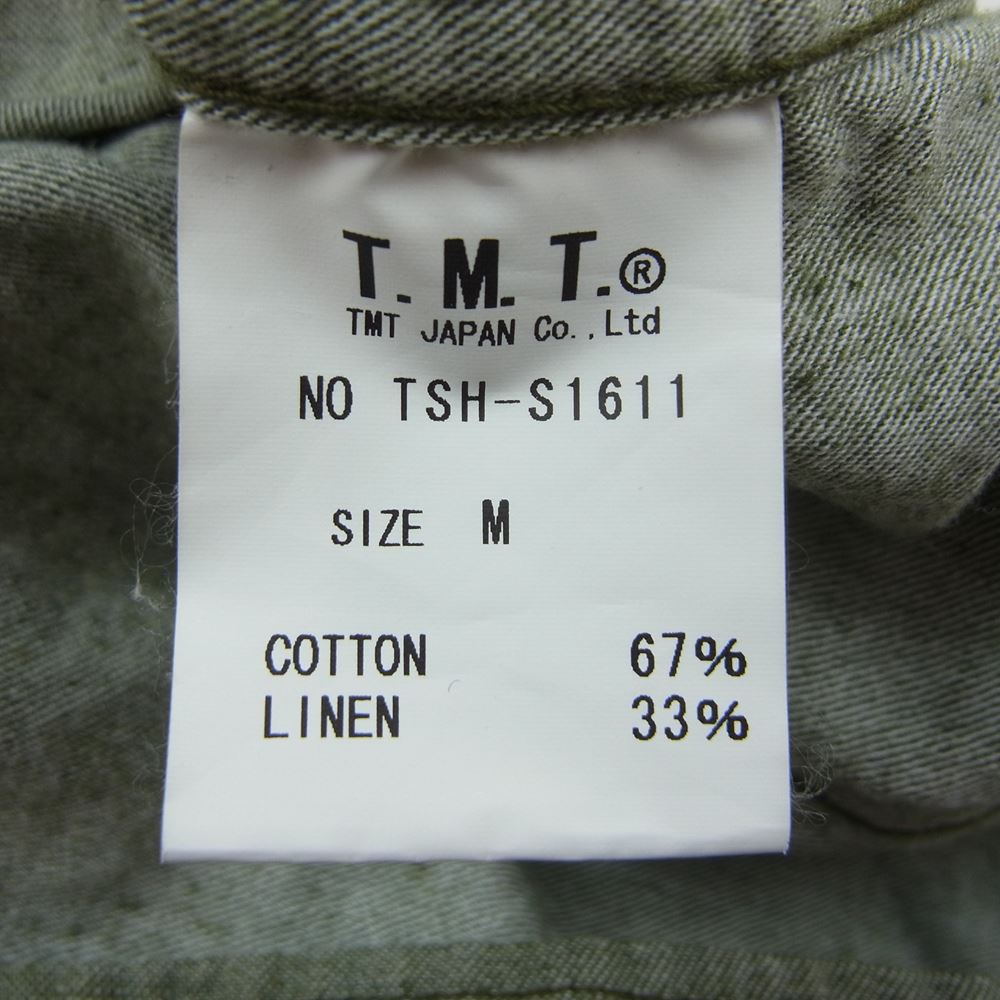 T. M. T.®
TMT JAPAN Co.,Ltd
NO TSH-S1611
SIZE M
COTTON 67%
LINEN 33%